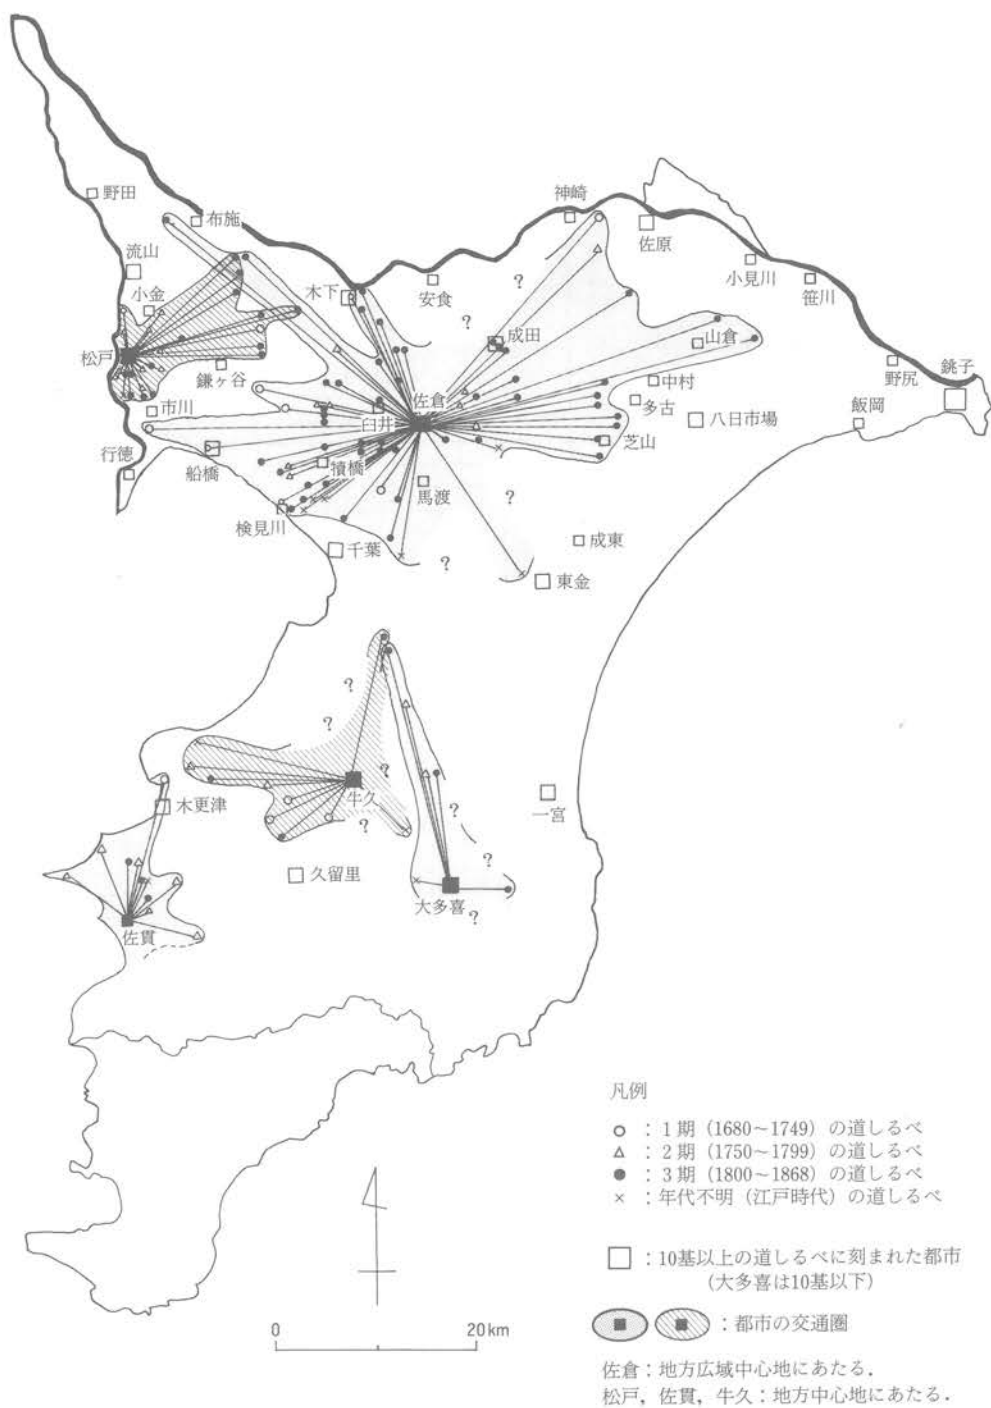 野田
布施
神崎
佐原
流山
小見川
小金
木下
安食
?
笹川
?
成田
山倉
松戸
鎌ヶ谷
中村
野尻
銚子
市川
佐倉
多古
臼井
八日市場
飯岡
行徳
船橋
犢橋
芝山
馬渡
?
検見川
千葉
?
成東
東金
?
?
?
牛久
木更津
?
?
一宮
久留里
?
大多喜
?
佐貫
凡例
○ : 1期 (1680~1749) の道しるべ
△ : 2期 (1750~1799) の道しるべ
● : 3期 (1800~1868) の道しるべ
× : 年代不明 (江戸時代) の道しるべ
□ : 10基以上の道しるべに刻まれた都市
(大多喜は10基以下)
: 都市の交通圏
0 20km
佐倉:地方広域中心地にあたる.
松戸, 佐貫, 牛久:地方中心地にあたる.